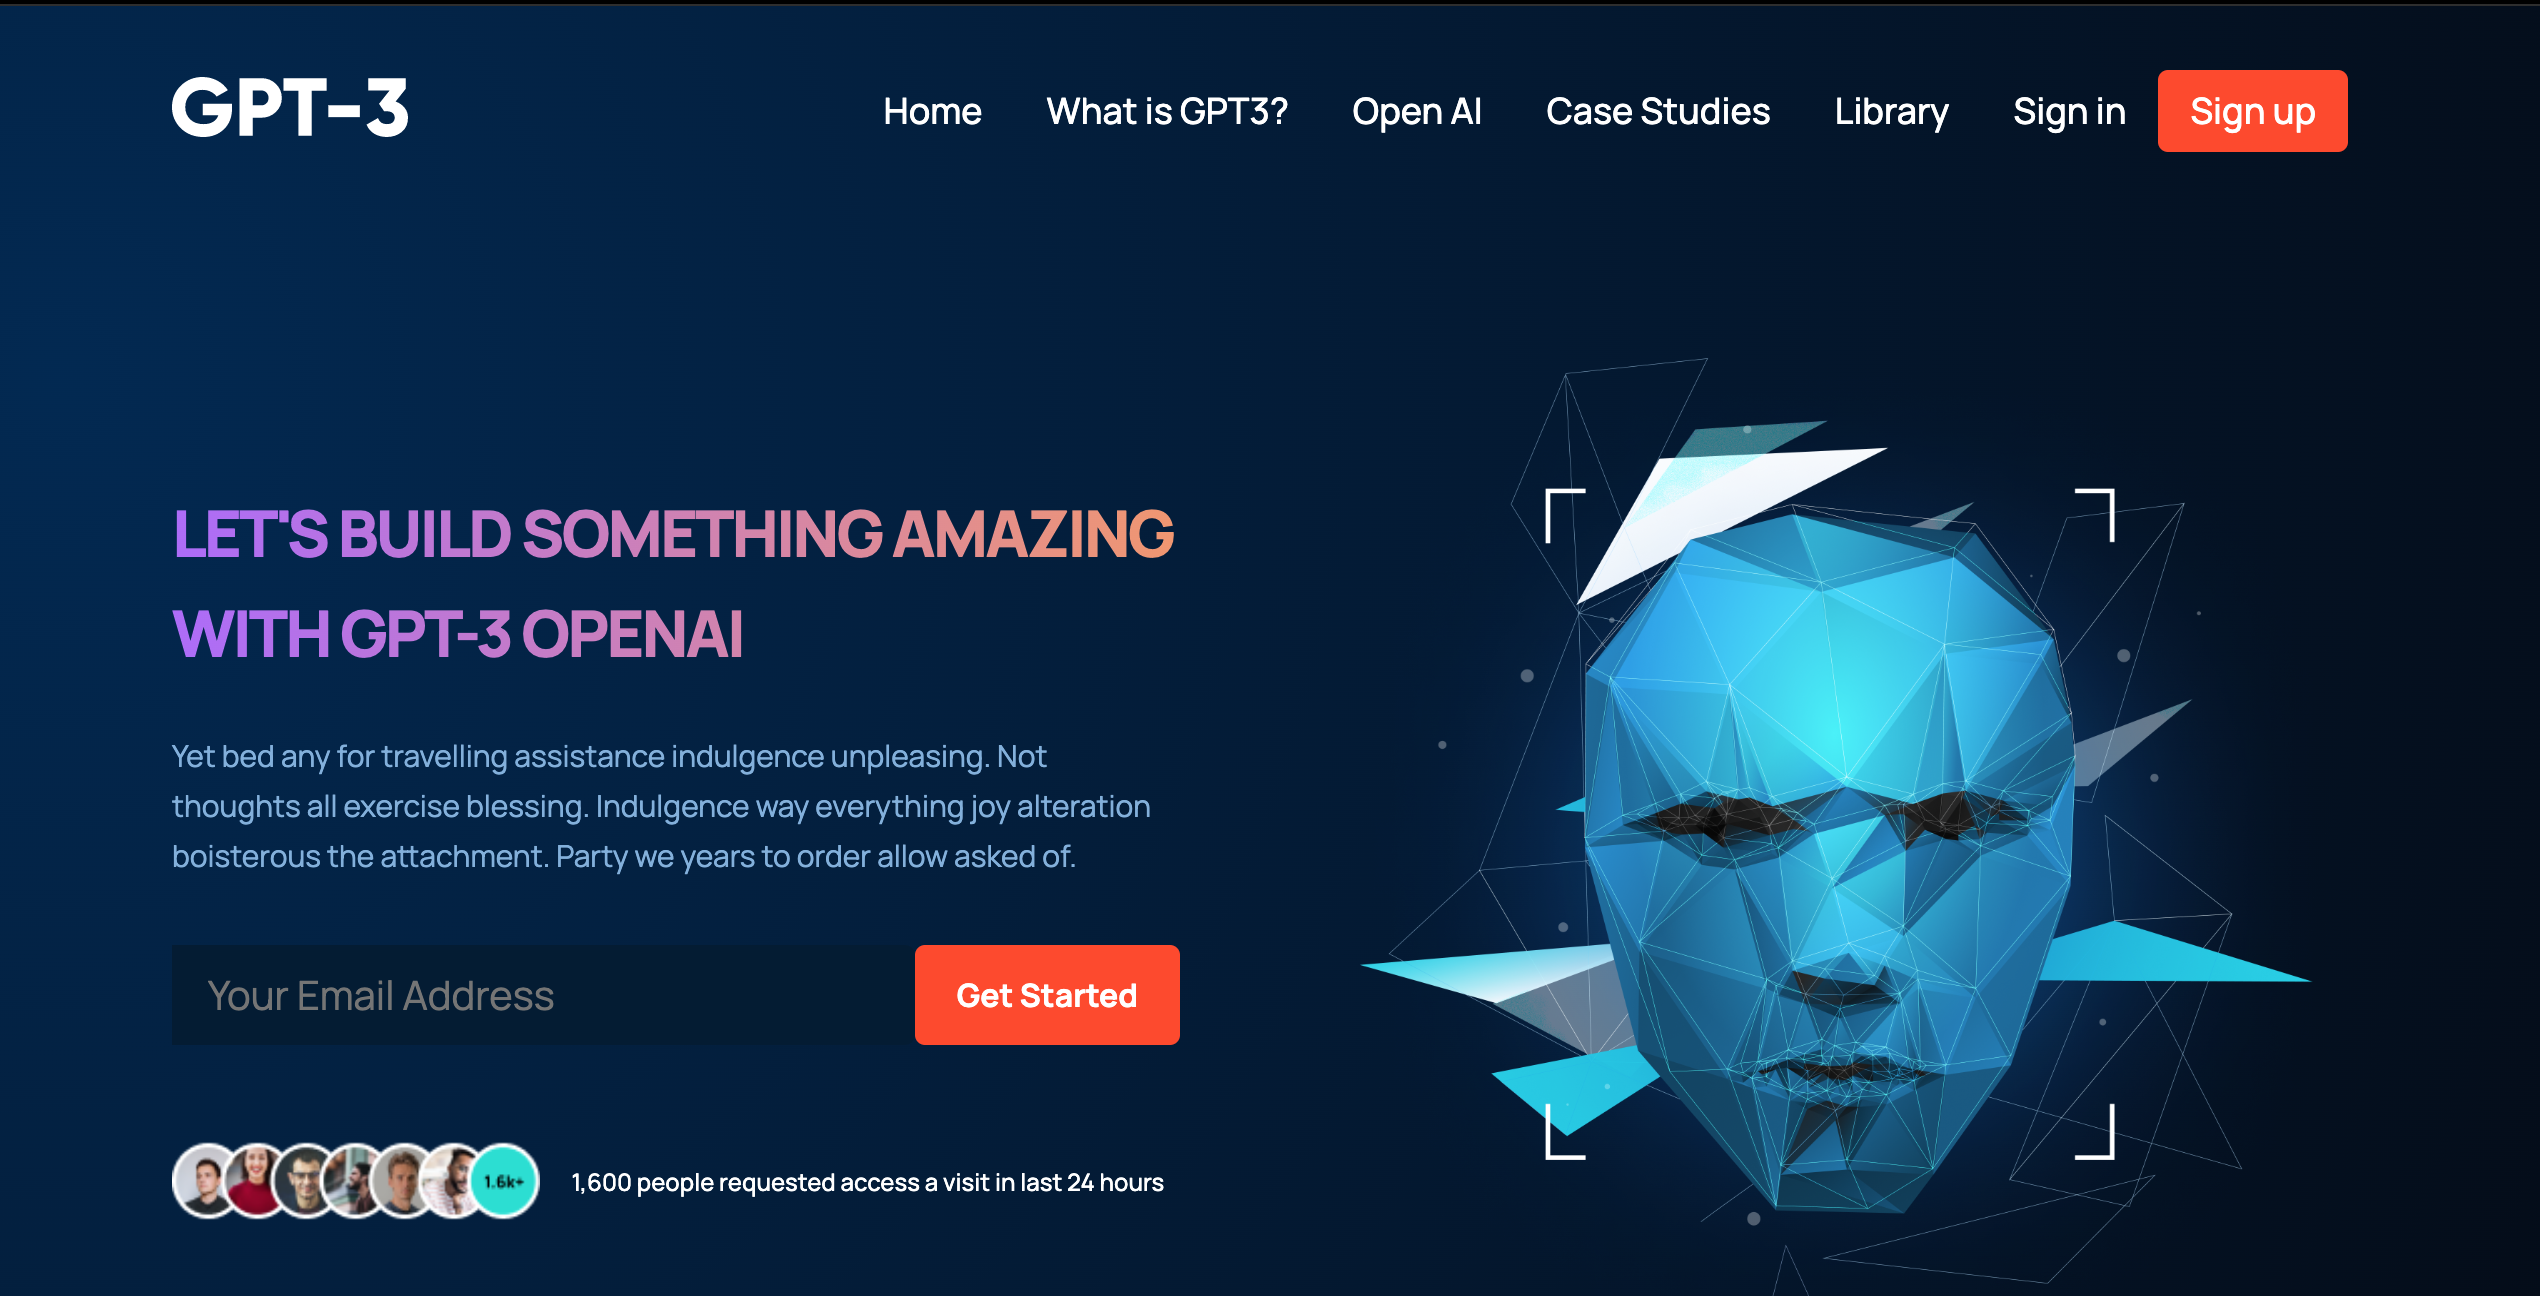 GPT-3
Home What is GPT3? Open AI Case Studies Library Sign in Sign up
LET'S BUILD SOMETHING AMAZING
WITH GPT-3 OPENAI
Yet bed any for travelling assistance indulgence unpleasing. Not
thoughts all exercise blessing. Indulgence way everything joy alteration
boisterous the attachment. Party we years to order allow asked of.
Your Email Address Get Started
1.6k+ 1,600 people requested access a visit in last 24 hours